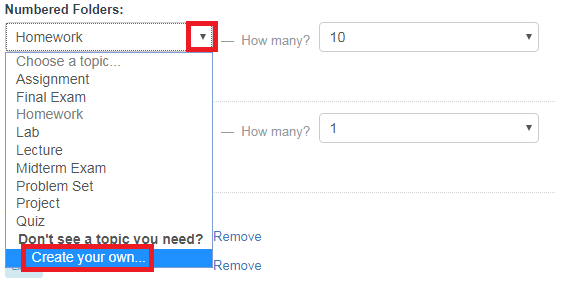 Numbered Folders:
Homework — How many? 10
Choose a topic...
Assignment
Final Exam
Homework
Lab — How many? 1
Lecture
Midterm Exam
Problem Set
Project
Quiz
Don't see a topic you need? Remove
Create your own... Remove